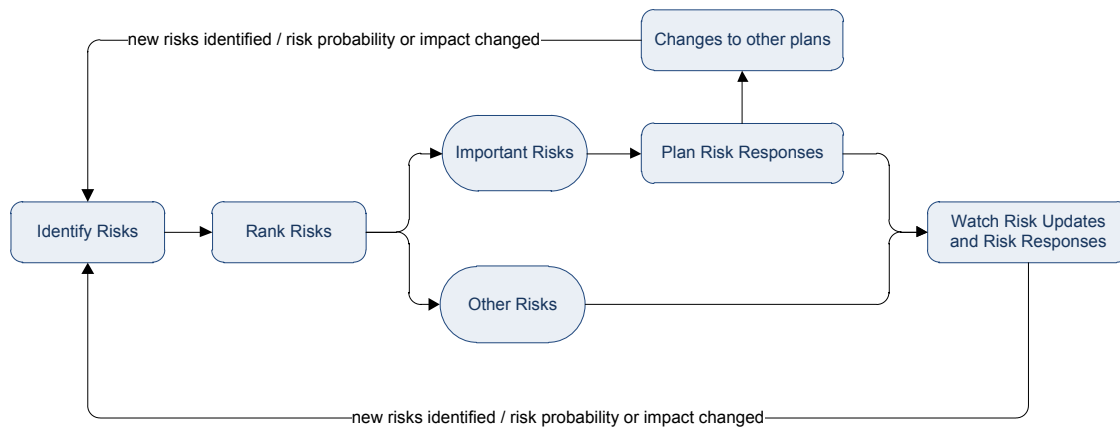 new risks identified / risk probability or impact changed
Changes to other plans
Important Risks
Plan Risk Responses
Identify Risks
Rank Risks
Watch Risk Updates
and Risk Responses
Other Risks
new risks identified / risk probability or impact changed